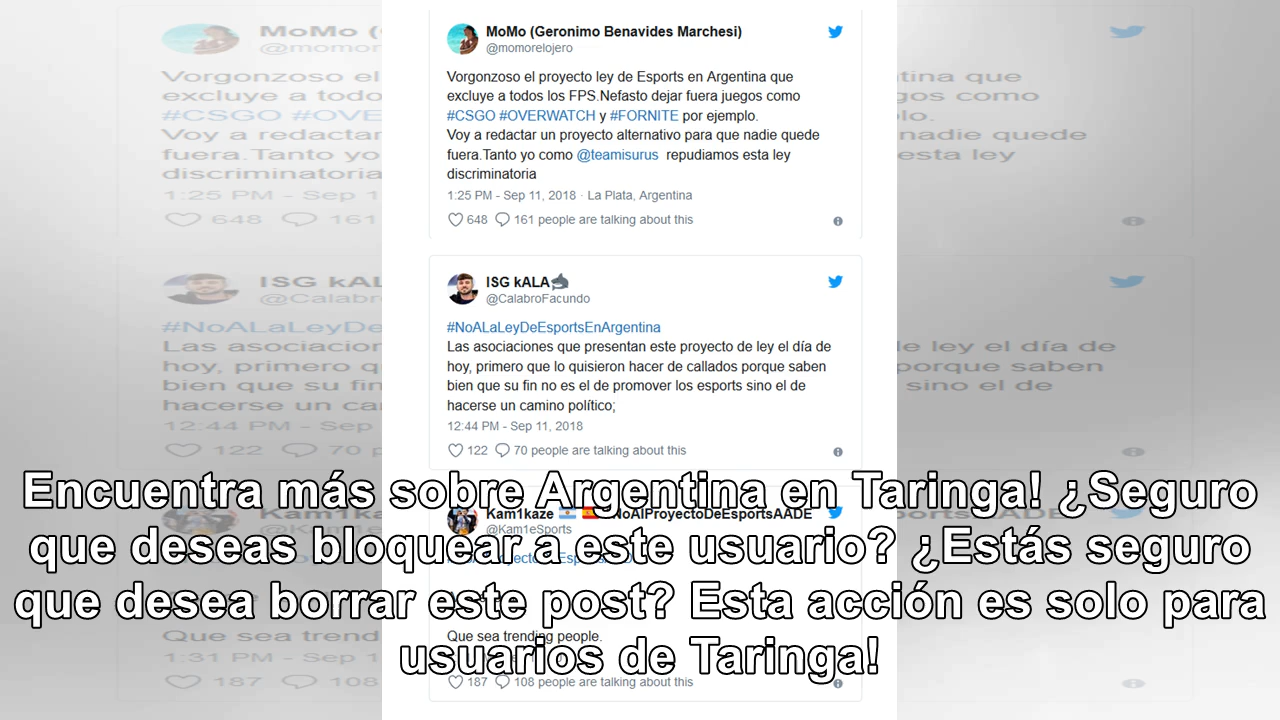 MoMo (Geronimo Benavides Marchesi)
@momorelojero
Vorgonzoso el proyecto ley de Esports en Argentina que
excluye a todos los FPS.Nefasto dejar fuera juegos como
#CSGO #OVERWATCH y #FORNITE por ejemplo.
Voy a redactar un proyecto alternativo para que nadie quede
fuera.Tanto yo como @teamisurus repudiamos esta ley
discriminatoria
1:25 PM - Sep 11, 2018 · La Plata, Argentina
648 161 people are talking about this
ISG kALA
@CalabroFacundo
#NoALaLeyDeEsportsEnArgentina
Las asociaciones que presentan este proyecto de ley el día de
hoy, primero que lo quisieron hacer de callados porque saben
bien que su fin no es el de promover los esports sino el de
hacerse un camino político;
12:44 PM - Sep 11, 2018
122 70 people are talking about this
Kam1kaze #NoAlProyectoDeEsportsAADE
@Kam1eSports
Que sea trending people.
187 108 people are talking about this
Encuentra más sobre Argentina en Taringa! ¿Seguro
que deseas bloquear a este usuario? ¿Estás seguro
que desea borrar este post? Esta acción es solo para
usuarios de Taringa!